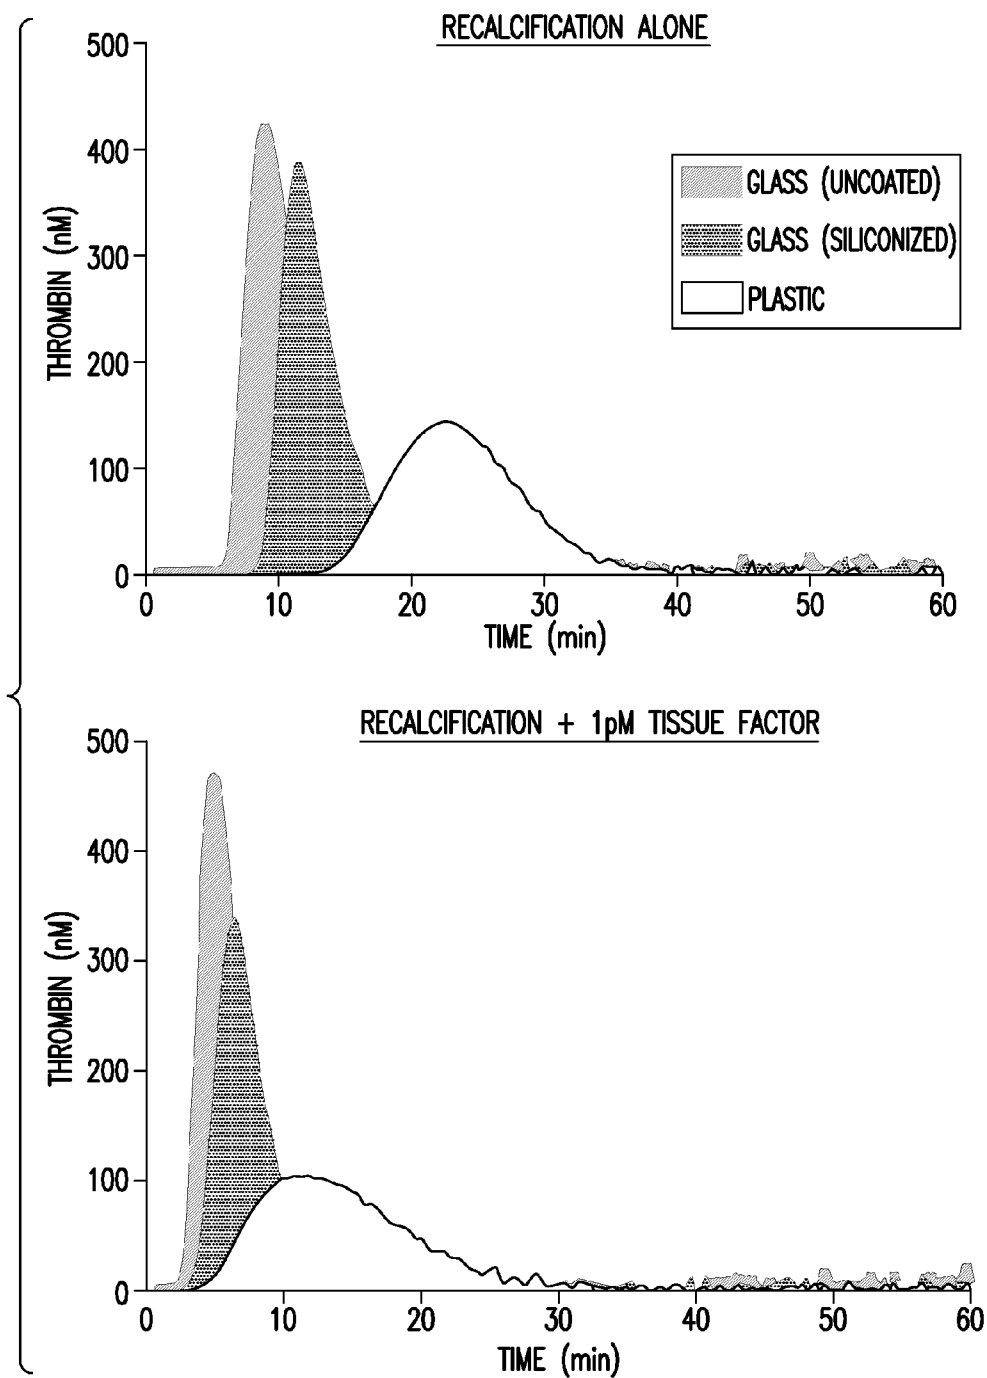 RECALCIFICATION ALONE
500
400
300
200
100
0
THROMBIN (nM)
GLASS (UNCOATED)
GLASS (SILICONIZED)
PLASTIC
0 10 20 30 40 50 60
TIME (min)
RECALCIFICATION + 1pM TISSUE FACTOR
500
400
300
200
100
0
THROMBIN (nM)
0 10 20 30 40 50 60
TIME (min)